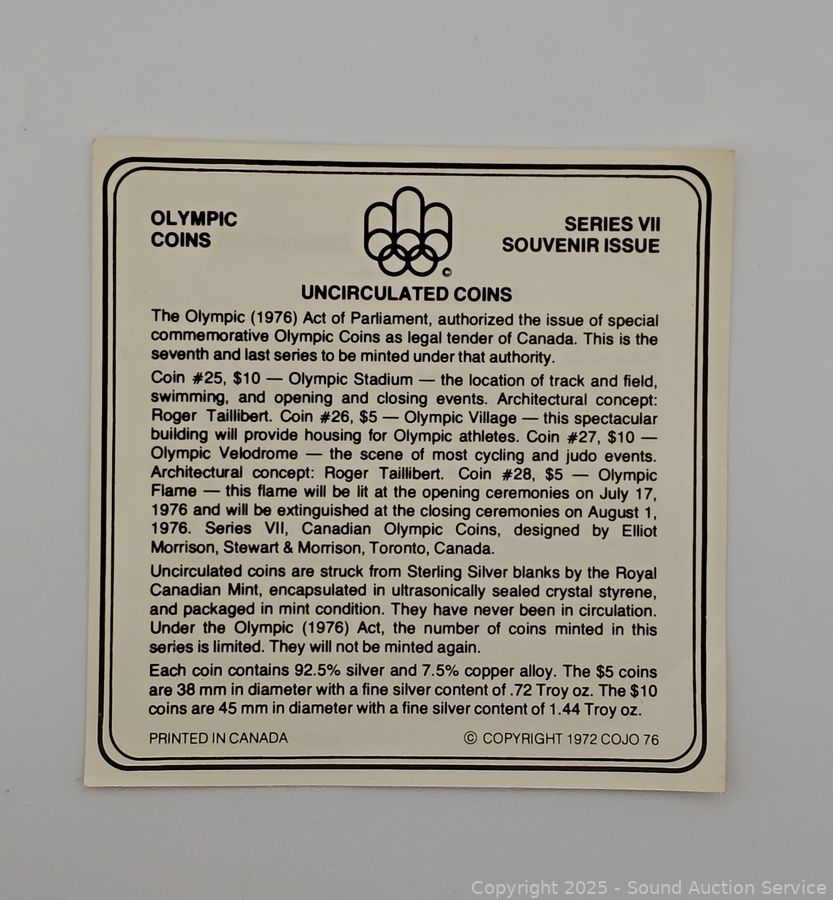 OLYMPIC
COINS
SERIES VII
SOUVENIR ISSUE
©
UNCIRCULATED COINS
The Olympic (1976) Act of Parliament, authorized the issue of special
commemorative Olympic Coins as legal tender of Canada. This is the
seventh and last series to be minted under that authority.
Coin #25, $10 — Olympic Stadium — the location of track and field,
swimming, and opening and closing events. Architectural concept:
Roger Taillibert. Coin #26, $5 — Olympic Village — this spectacular
building will provide housing for Olympic athletes. Coin #27, $10 —
Olympic Velodrome — the scene of most cycling and judo events.
Architectural concept: Roger Taillibert. Coin #28, $5 — Olympic
Flame — this flame will be lit at the opening ceremonies on July 17,
1976 and will be extinguished at the closing ceremonies on August 1,
1976. Series VII, Canadian Olympic Coins, designed by Elliot
Morrison, Stewart & Morrison, Toronto, Canada.
Uncirculated coins are struck from Sterling Silver blanks by the Royal
Canadian Mint, encapsulated in ultrasonically sealed crystal styrene,
and packaged in mint condition. They have never been in circulation.
Under the Olympic (1976) Act, the number of coins minted in this
series is limited. They will not be minted again.
Each coin contains 92.5% silver and 7.5% copper alloy. The $5 coins
are 38 mm in diameter with a fine silver content of .72 Troy oz. The $10
coins are 45 mm in diameter with a fine silver content of 1.44 Troy oz.
PRINTED IN CANADA
© COPYRIGHT 1972 COJO 76
Copyright 2025 - Sound Auction Service